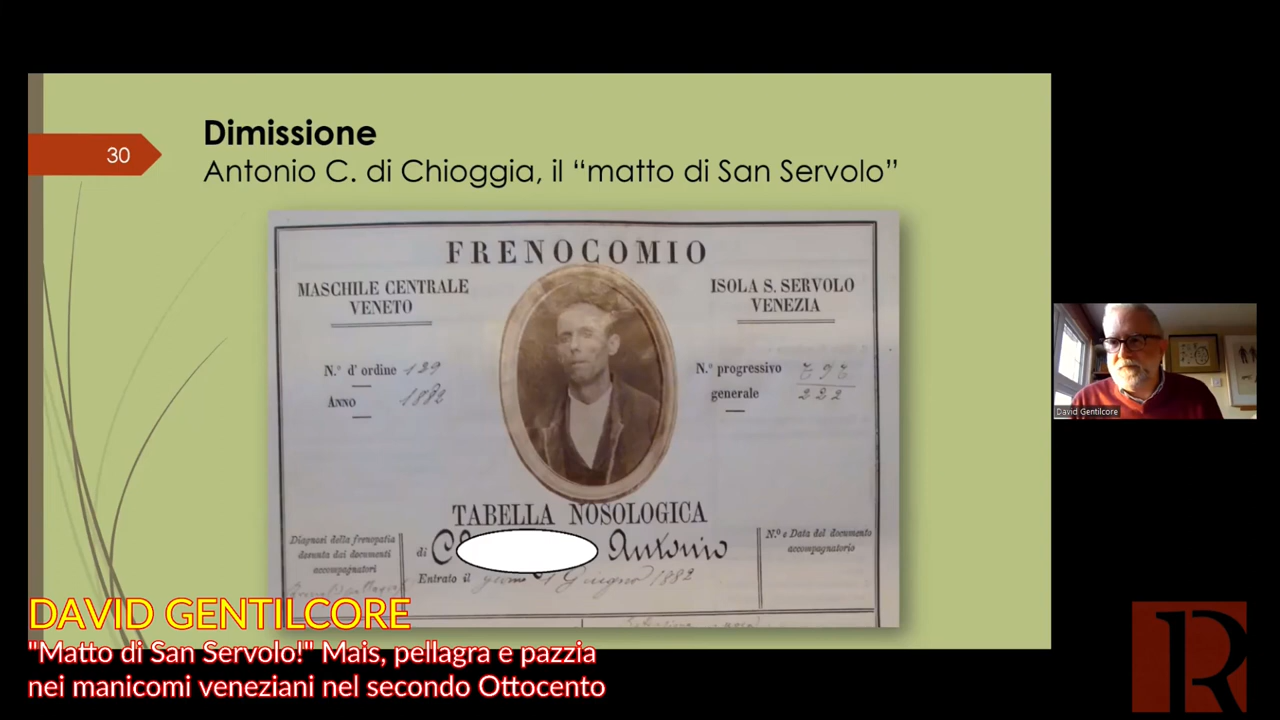 30
Dimissione
Antonio C. di Chioggia, il “matto di San Servolo”
FRENOCOMIO
MASCHILE CENTRALE
VENETO
ISOLA S. SERVOLO
VENEZIA
N.º d' ordine 129
Anno 1882
N.º progressivo
generale 222
TABELLA NOSOLOGICA
Diagnosi della frenopatia
desunta dai documenti
accompagnatori
di C Antonio
Entrato il giorno 1 Giugno 1882
N.º e Data del documento
accompagnatorio
David Gentilcore
DAVID GENTILCORE
"Matto di San Servolo!" Mais, pellagra e pazzia
nei manicomi veneziani nel secondo Ottocento
R